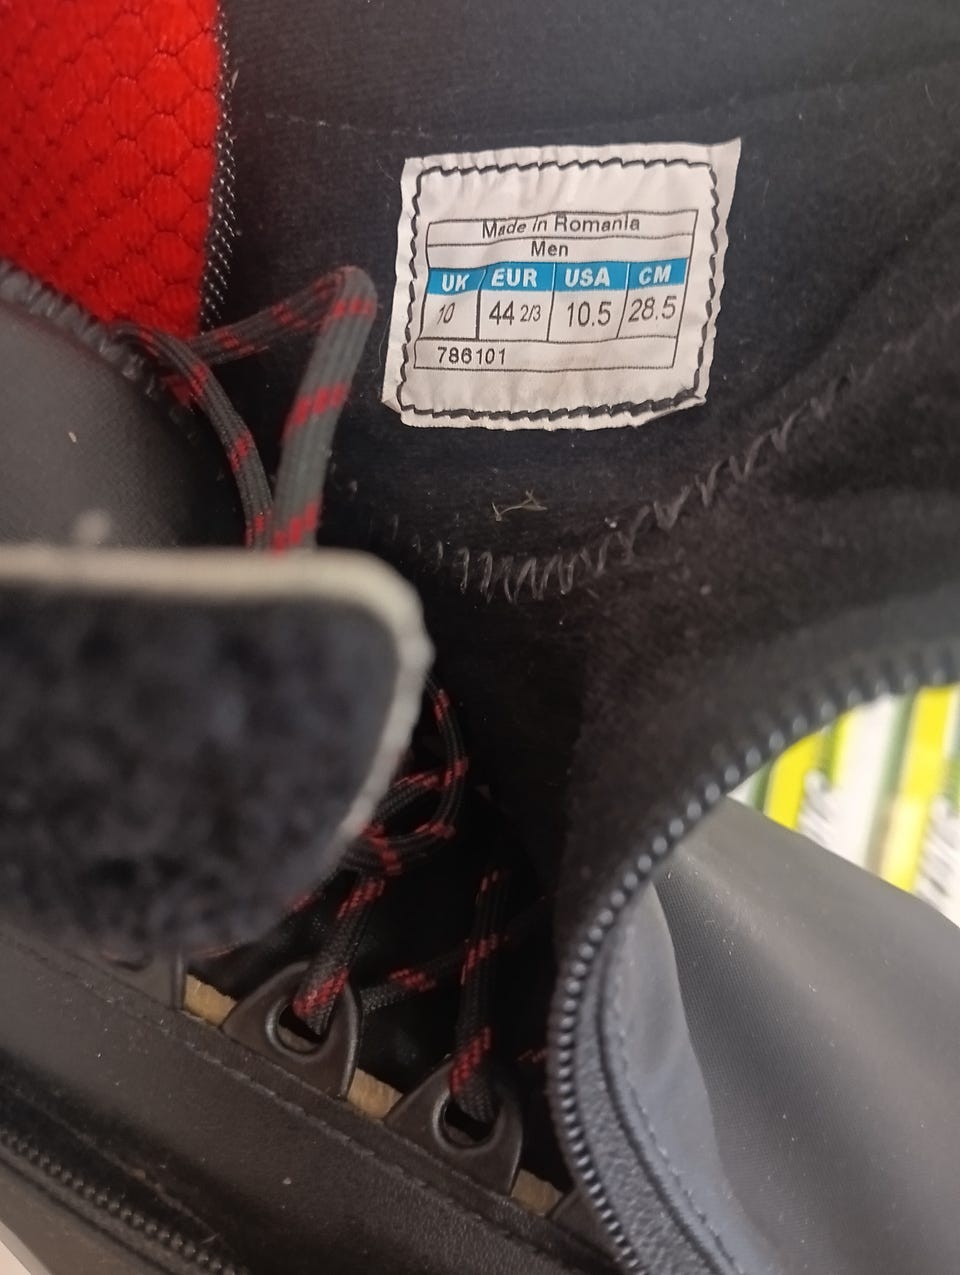 Made in Romania
Men
UK EUR USA CM
10 44 2/3 10.5 28.5
786101